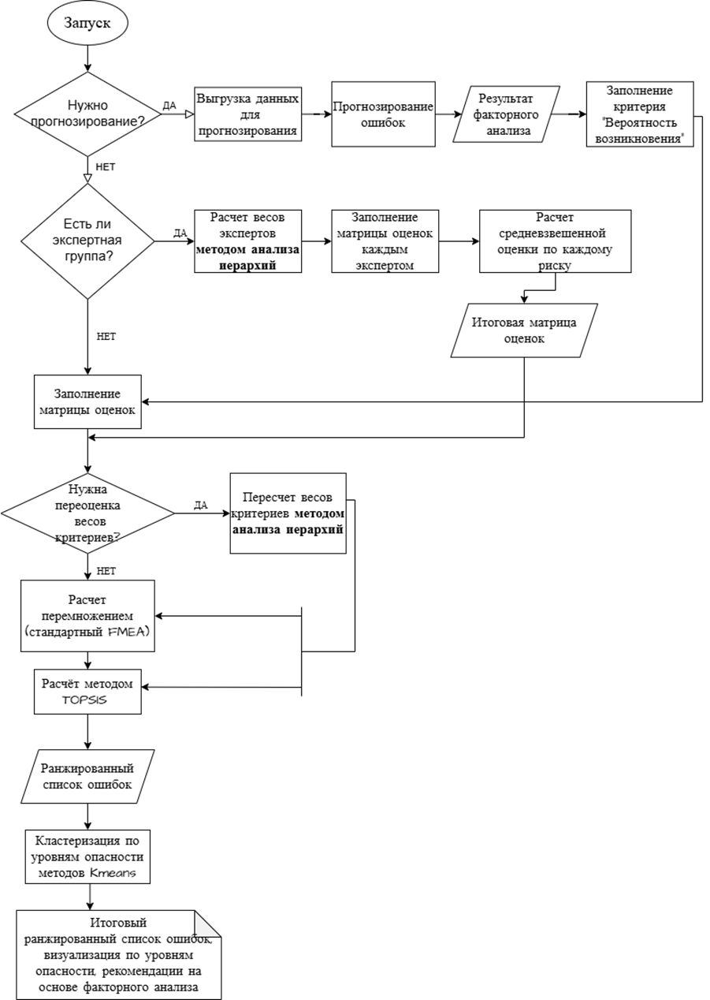 Запуск
Нужно
прогнозирование?
ДА
Выгрузка данных
для
прогнозирования
Прогнозирование
ошибок
Результат
факторного
анализа
Заполнение
критерия
"Вероятность
возникновения"
НЕТ
Есть ли
экспертная
группа?
ДА
Расчет весов
экспертов
методом анализа
иерархий
Заполнение
матрицы оценок
каждым
экспертом
Расчет
средневзвешенной
оценки по каждому
риску
Итоговая матрица
оценок
НЕТ
Заполнение
матрицы оценок
Нужна
переоценка
весов
критериев?
ДА
Пересчет весов
критериев методом
анализа иерархий
НЕТ
Расчет
перемножением
(стандартный FMEA)
Расчёт методом
TOPSIS
Ранжированный
список ошибок
Кластеризация по
уровням опасности
методов Kmeans
Итоговый
ранжированный список ошибок,
визуализация по уровням
опасности, рекомендации на
основе факторного анализа